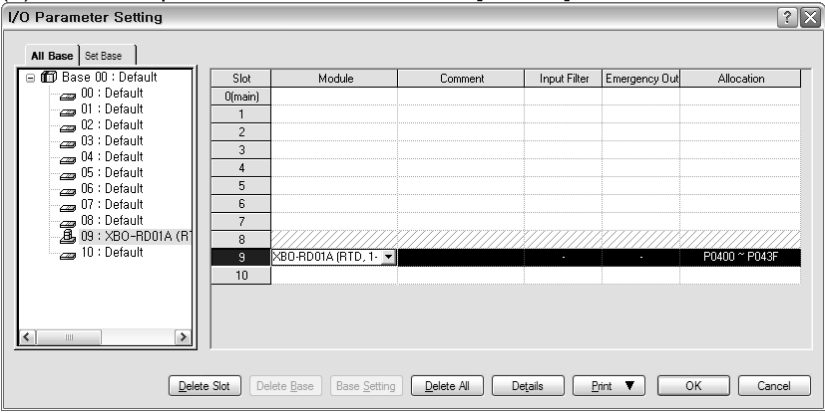 I/O Parameter Setting
All Base Set Base
Base 00 : Default
00 : Default
01 : Default
02 : Default
03 : Default
04 : Default
05 : Default
06 : Default
07 : Default
08 : Default
09 : XBO-RD01A (R
10 : Default
Slot Module Comment Input Filter Emergency Out Allocation
0(main)
1
2
3
4
5
6
7
8
9 XBO-RD01A (RTD, 1- - - P0400 ~ P043F
10
Delete Slot Delete Base Base Setting Delete All Details Print ▼ OK Cancel